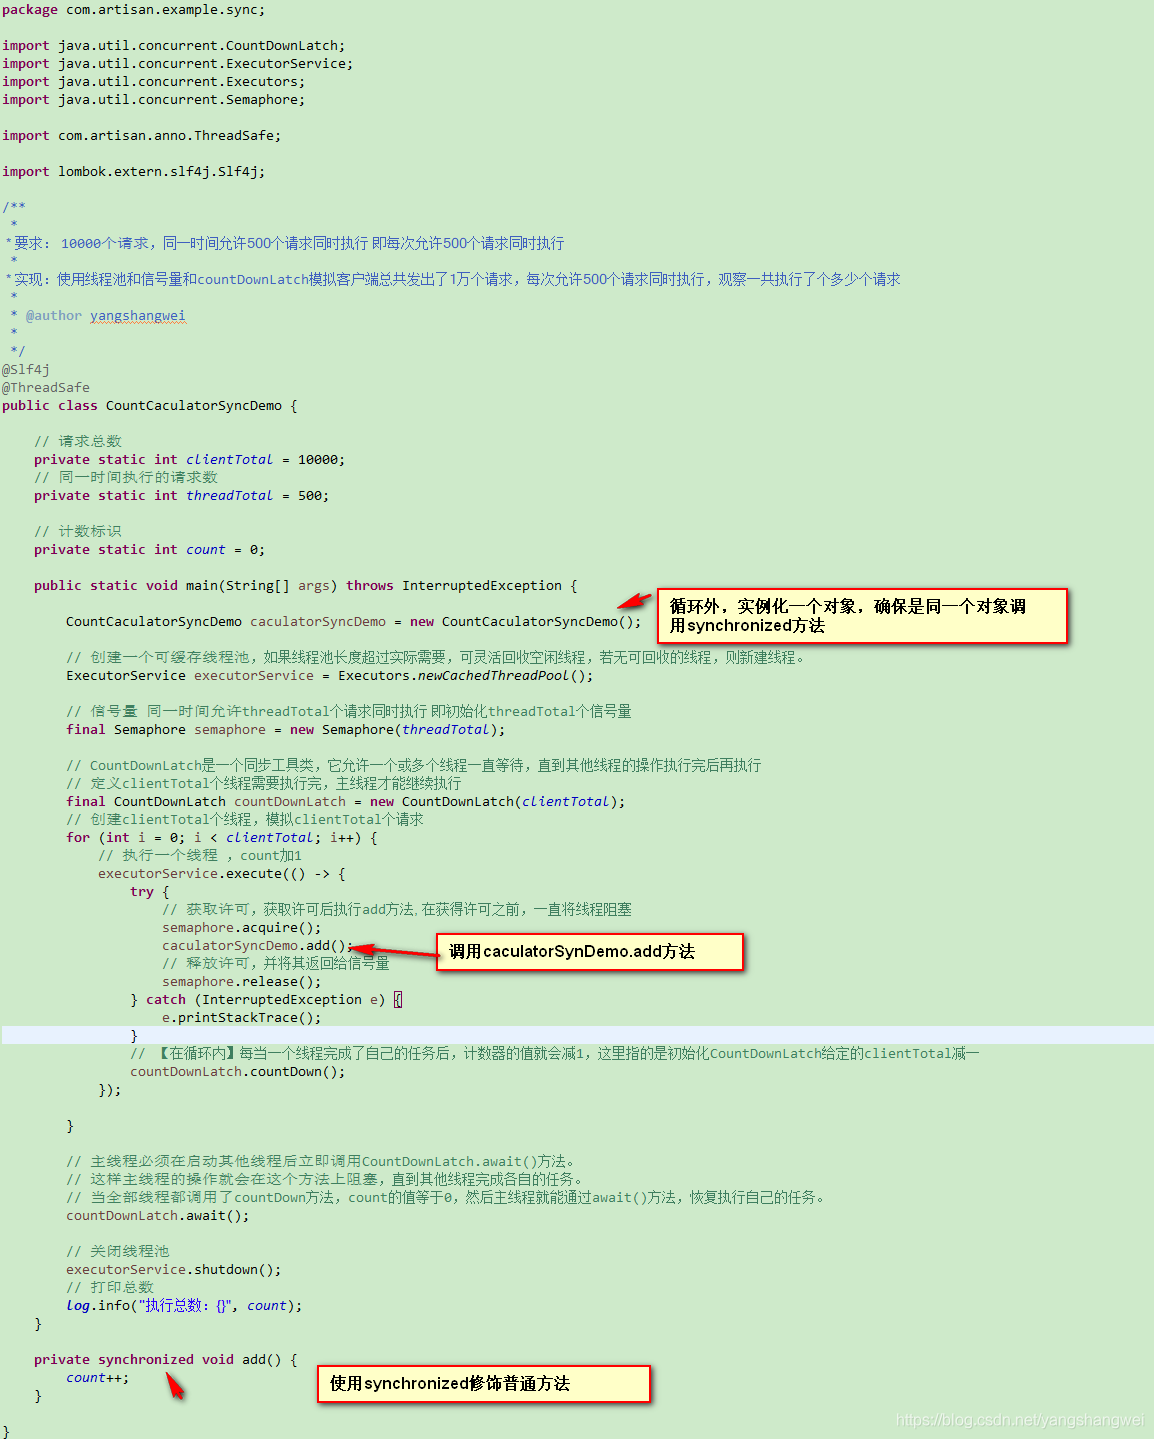 package com.artisan.example.sync;

import java.util.concurrent.CountDownLatch;
import java.util.concurrent.ExecutorService;
import java.util.concurrent.Executors;
import java.util.concurrent.Semaphore;

import com.artisan.anno.ThreadSafe;

import lombok.extern.slf4j.Slf4j;

/**
 *
 * 要求： 10000个请求，同一时间允许500个请求同时执行 即每次允许500个请求同时执行
 *
 * 实现：使用线程池和信号量和countDownLatch模拟客户端总共发出了1万个请求，每次允许500个请求同时执行，观察一共执行了个多少个请求
 *
 * @author yangshangwei
 *
 */
@Slf4j
@ThreadSafe
public class CountCaculatorSyncDemo {

    // 请求总数
    private static int clientTotal = 10000;
    // 同一时间执行的请求数
    private static int threadTotal = 500;

    // 计数标识
    private static int count = 0;

    public static void main(String[] args) throws InterruptedException {

循环外，实例化一个对象，确保是同一个对象调
用synchronized方法
        CountCaculatorSyncDemo caculatorSyncDemo = new CountCaculatorSyncDemo();

        // 创建一个可缓存线程池，如果线程池长度超过实际需要，可灵活回收空闲线程，若无可回收的线程，则新建线程。
        ExecutorService executorService = Executors.newCachedThreadPool();

        // 信号量 同一时间允许threadTotal个请求同时执行 即初始化threadTotal个信号量
        final Semaphore semaphore = new Semaphore(threadTotal);

        // CountDownLatch是一个同步工具类，它允许一个或多个线程一直等待，直到其他线程的操作执行完后再执行
        // 定义clientTotal个线程需要执行完，主线程才能继续执行
        final CountDownLatch countDownLatch = new CountDownLatch(clientTotal);
        // 创建clientTotal个线程，模拟clientTotal个请求
        for (int i = 0; i < clientTotal; i++) {
            // 执行一个线程 ，count加1
            executorService.execute(() -> {
                try {
                    // 获取许可，获取许可后执行add方法，在获得许可之前，一直将线程阻塞
                    semaphore.acquire();
                    caculatorSyncDemo.add();
调用caculatorSynDemo.add方法
                    // 释放许可，并将其返回给信号量
                    semaphore.release();
                } catch (InterruptedException e) {
                    e.printStackTrace();
                }
                // 【在循环内】每当一个线程完成了自己的任务后，计数器的值就会减1，这里指的是初始化CountDownLatch给定的clientTotal减一
                countDownLatch.countDown();
            });

        }

        // 主线程必须在启动其他线程后立即调用CountDownLatch.await()方法。
        // 这样主线程的操作就会在这个方法上阻塞，直到其他线程完成各自的任务。
        // 当全部线程都调用了countDown方法，count的值等于0，然后主线程就能通过await()方法，恢复执行自己的任务。
        countDownLatch.await();

        // 关闭线程池
        executorService.shutdown();
        // 打印总数
        log.info("执行总数：{}", count);
    }

    private synchronized void add() {
        count++;
使用synchronized修饰普通方法
    }

https://blog.csdn.net/yangshangwei
}